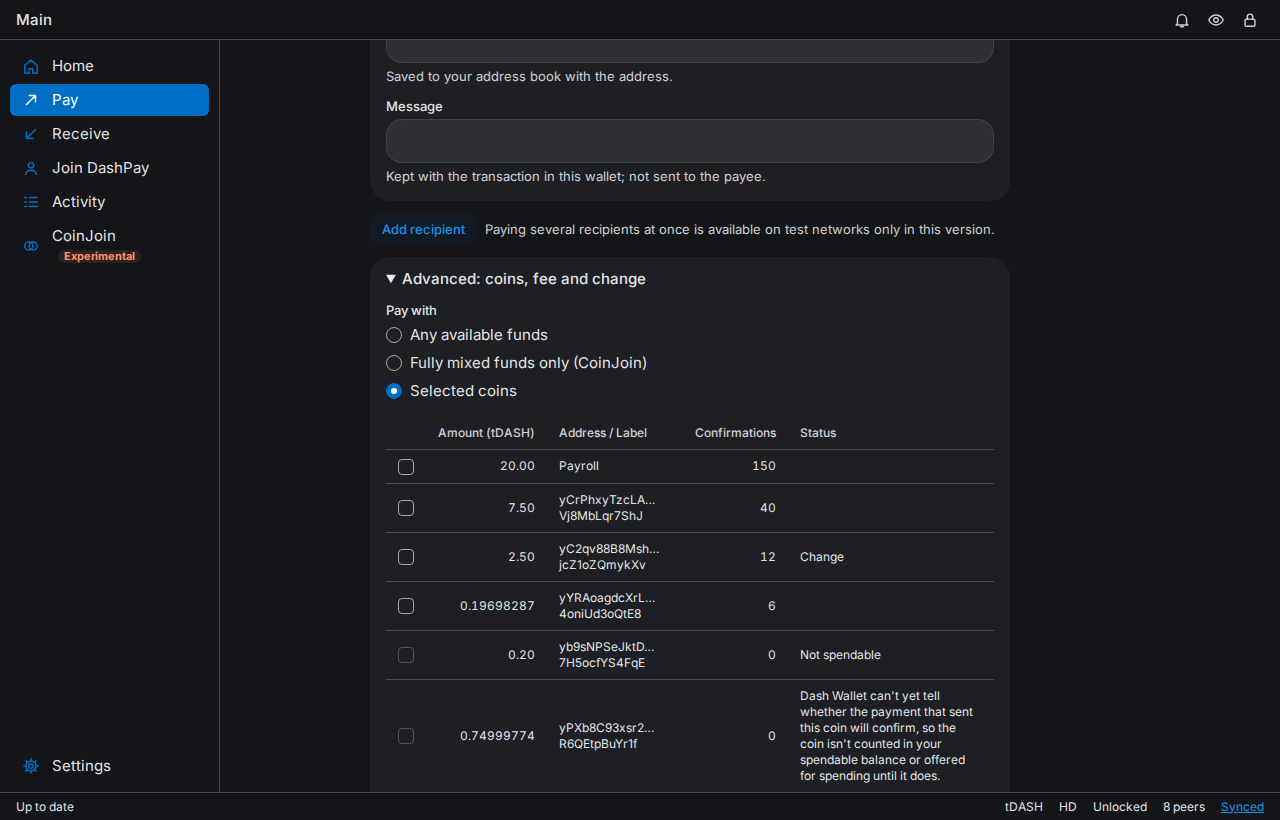 Main
Home
Pay
Receive
Join DashPay
Activity
CoinJoin
Experimental
Settings
Saved to your address book with the address.
Message
Kept with the transaction in this wallet; not sent to the payee.
Add recipient Paying several recipients at once is available on test networks only in this version.
Advanced: coins, fee and change
Pay with
Any available funds
Fully mixed funds only (CoinJoin)
Selected coins
Amount (tDASH) Address / Label Confirmations Status
20.00 Payroll 150
7.50 yCrPhxyTzcLA… 40
Vj8MbLqr7ShJ
2.50 yC2qv88B8Msh… 12 Change
jcZ1oZQmykXv
0.19698287 yYRAoagdcXrL… 6
4oniUd3oQtE8
0.20 yb9sNPSeJktD… 0 Not spendable
7H5ocfYS4FqE
0.74999774 yPXb8C93xsr2… 0
R6QEtpBuYr1f
Dash Wallet can't yet tell
whether the payment that sent
this coin will confirm, so the
coin isn't counted in your
spendable balance or offered
for spending until it does.
Up to date tDASH HD Unlocked 8 peers Synced